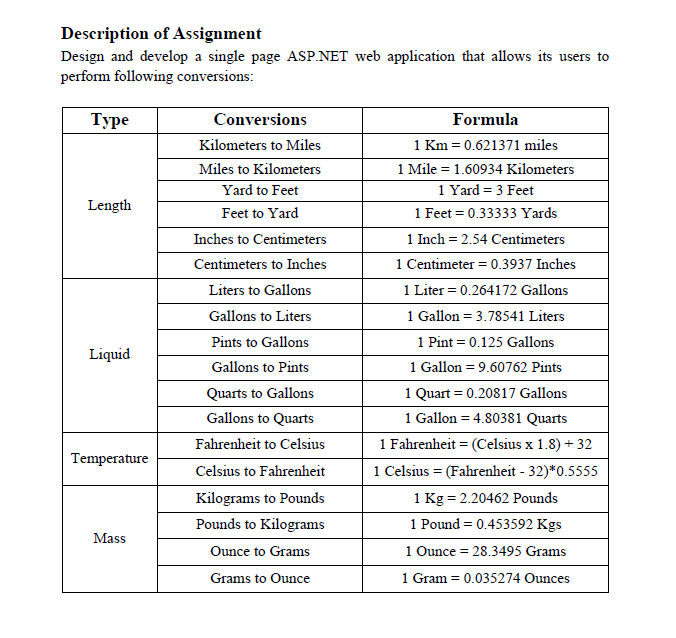 Description of Assignment
Design and develop a single page ASP.NET web application that allows its users to
perform following conversions:
Type Conversions Formula
Length
Kilometers to Miles 1 Km = 0.621371 miles
Miles to Kilometers 1 Mile = 1.60934 Kilometers
Yard to Feet 1 Yard = 3 Feet
Feet to Yard 1 Feet = 0.33333 Yards
Inches to Centimeters 1 Inch = 2.54 Centimeters
Centimeters to Inches 1 Centimeter = 0.3937 Inches
Liquid
Liters to Gallons 1 Liter = 0.264172 Gallons
Gallons to Liters 1 Gallon = 3.78541 Liters
Pints to Gallons 1 Pint = 0.125 Gallons
Gallons to Pints 1 Gallon = 9.60762 Pints
Quarts to Gallons 1 Quart = 0.20817 Gallons
Gallons to Quarts 1 Gallon = 4.80381 Quarts
Temperature
Fahrenheit to Celsius 1 Fahrenheit = (Celsius x 1.8) + 32
Celsius to Fahrenheit 1 Celsius = (Fahrenheit - 32)*0.5555
Mass
Kilograms to Pounds 1 Kg = 2.20462 Pounds
Pounds to Kilograms 1 Pound = 0.453592 Kgs
Ounce to Grams 1 Ounce = 28.3495 Grams
Grams to Ounce 1 Gram = 0.035274 Ounces